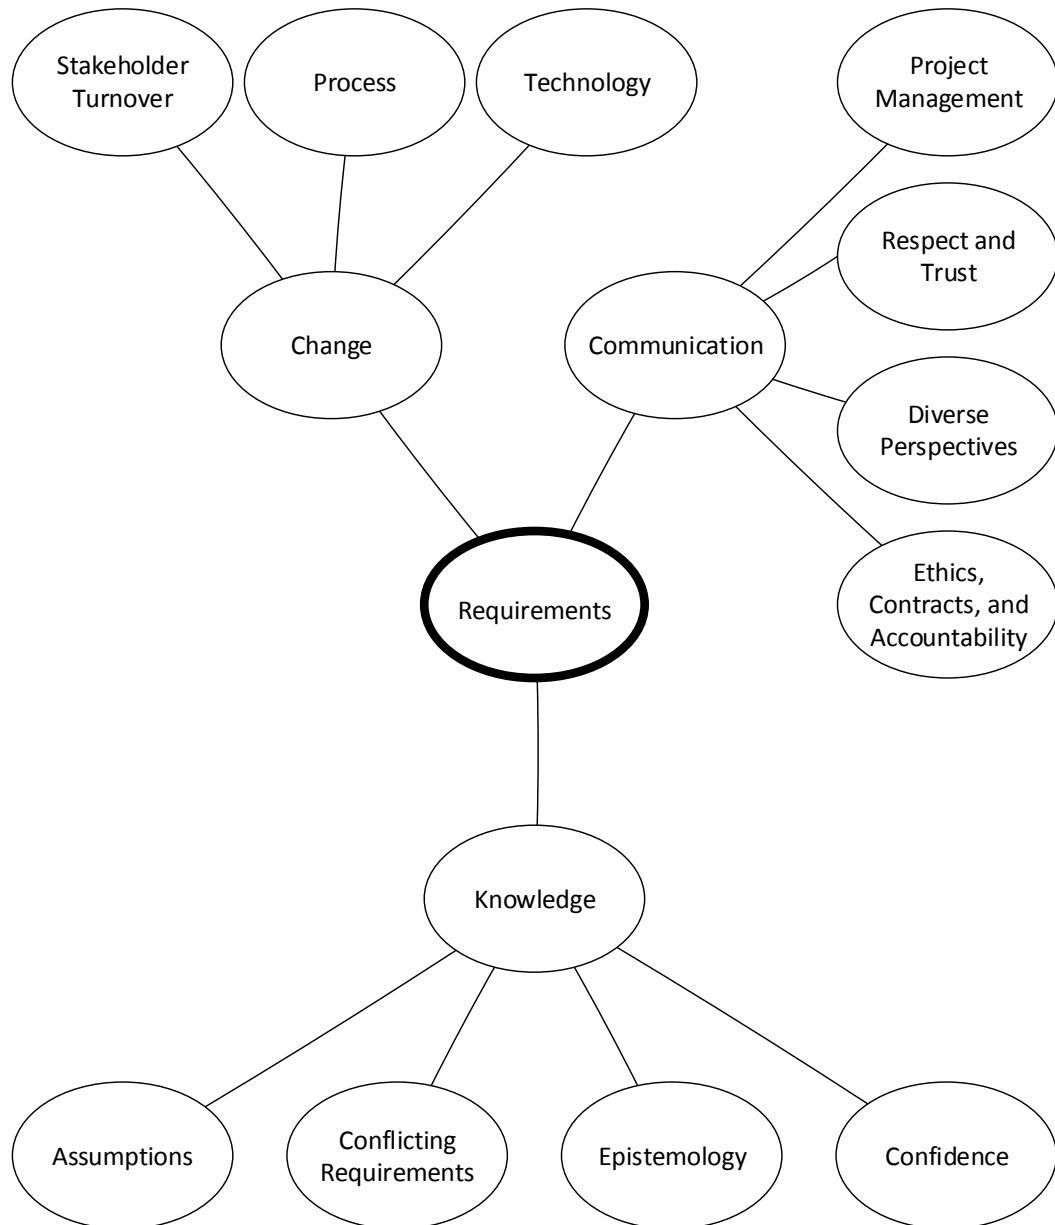 Stakeholder
Turnover
Process
Technology
Project
Management
Respect and
Trust
Change
Communication
Diverse
Perspectives
Ethics,
Contracts, and
Accountability
Requirements
Knowledge
Assumptions
Conflicting
Requirements
Epistemology
Confidence